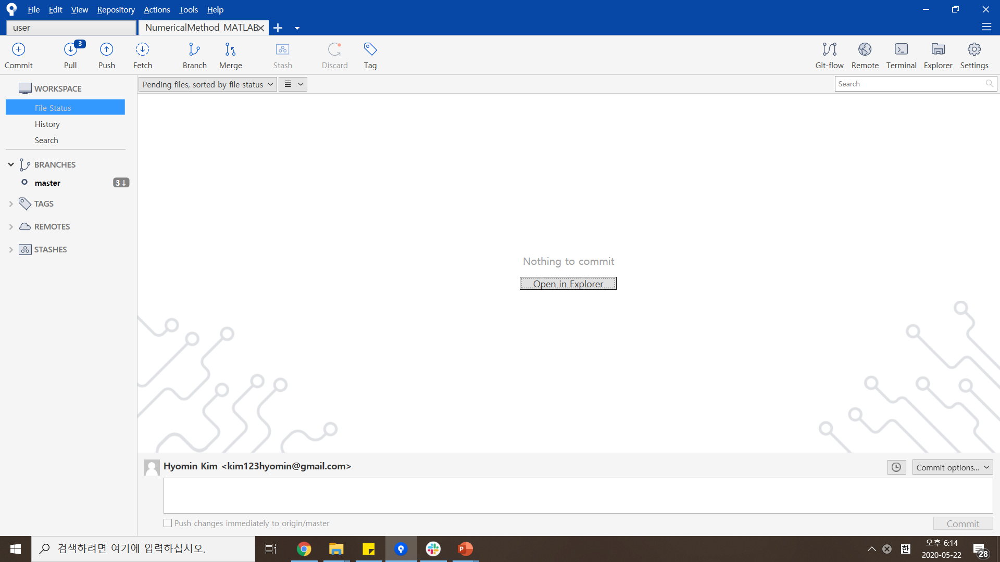 File Edit View Repository Actions Tools Help
user NumericalMethod_MATLAB
Commit Pull 3 Push Fetch Branch Merge Stash Discard Tag Git-flow Remote Terminal Explorer Settings
WORKSPACE
File Status
History
Search
BRANCHES
master 3↓
TAGS
REMOTES
STASHES
Pending files, sorted by file status
Search
Nothing to commit
Open in Explorer
Hyomin Kim <kim123hyomin@gmail.com>
Commit options...
Push changes immediately to origin/master
Commit
검색하려면 여기에 입력하십시오.
P
한
오후 6:14
2020-05-22
28